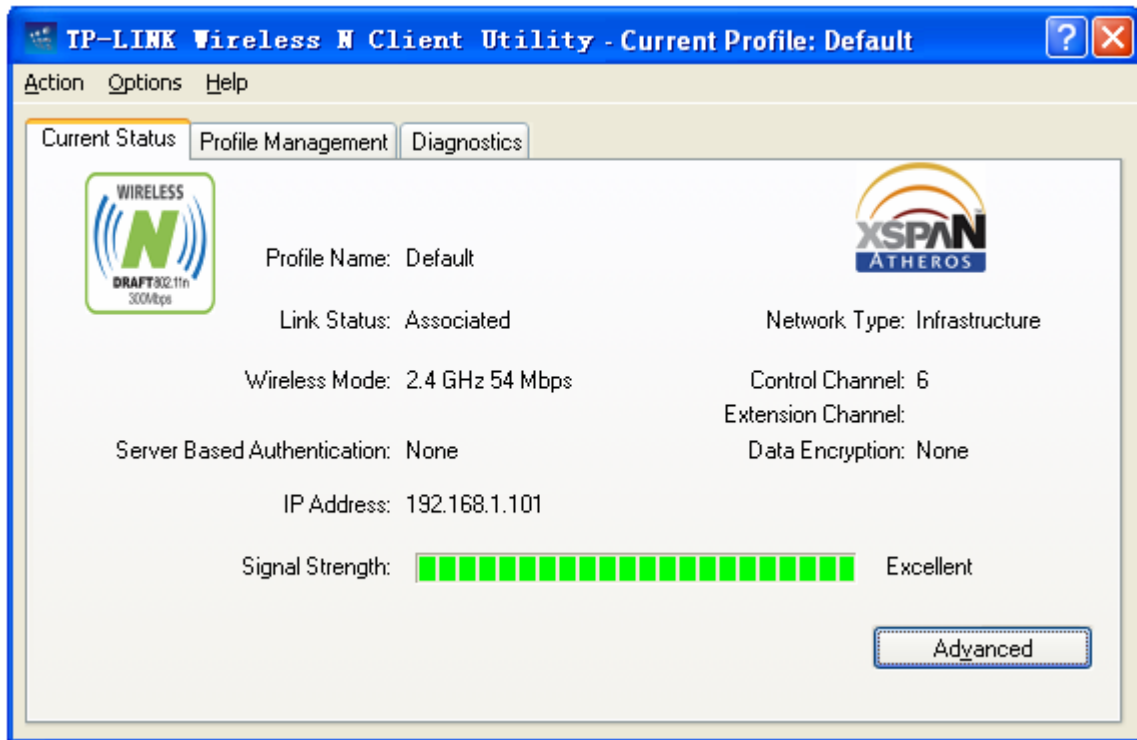 TP-LINK Wireless N Client Utility - Current Profile: Default
Action Options Help
Current Status Profile Management Diagnostics
WIRELESS
N
DRAFT802.11n
300Mbps
XSPAN
ATHEROS
Profile Name: Default
Link Status: Associated
Network Type: Infrastructure
Wireless Mode: 2.4 GHz 54 Mbps
Control Channel: 6
Extension Channel:
Server Based Authentication: None
Data Encryption: None
IP Address: 192.168.1.101
Signal Strength: Excellent
Advanced